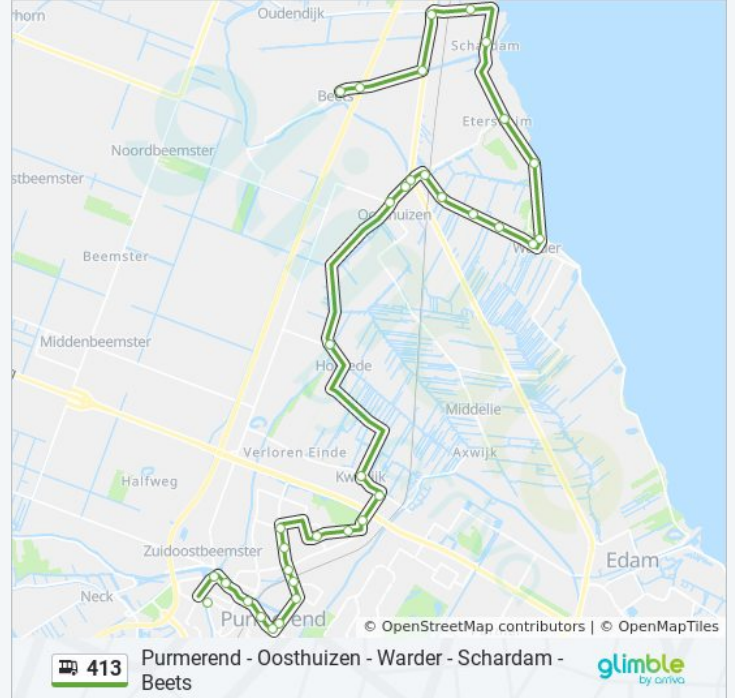 horn
Oudendijk
Schardam
Beets
Etersheim
Noordbeemster
stbeemster
Oosthuizen
Warder
Beemster
Middenbeemster
Hobrede
Middelie
Verloren Einde
Axwijk
Kwadijk
Halfweg
Zuidoostbeemster
Edam
Neck
Purmerend
© OpenStreetMap contributors | © OpenMapTiles
413 Purmerend - Oosthuizen - Warder - Schardam -
Beets
glimble
by arriva